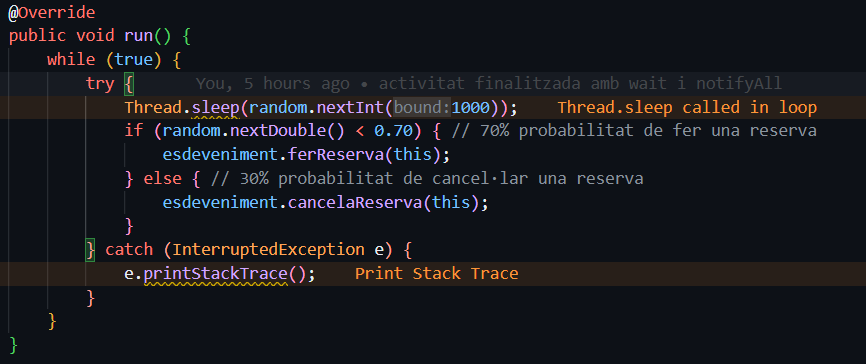 @Override
public void run() {
while (true) {
try {    You, 5 hours ago • activitat finalitzada amb wait i notifyAll
Thread.sleep(random.nextInt(bound:1000));    Thread.sleep called in loop
if (random.nextDouble() < 0.70) { // 70% probabilitat de fer una reserva
esdeveniment.ferReserva(this);
} else { // 30% probabilitat de cancel·lar una reserva
esdeveniment.cancelaReserva(this);
}
} catch (InterruptedException e) {
e.printStackTrace();    Print Stack Trace
}
}
}